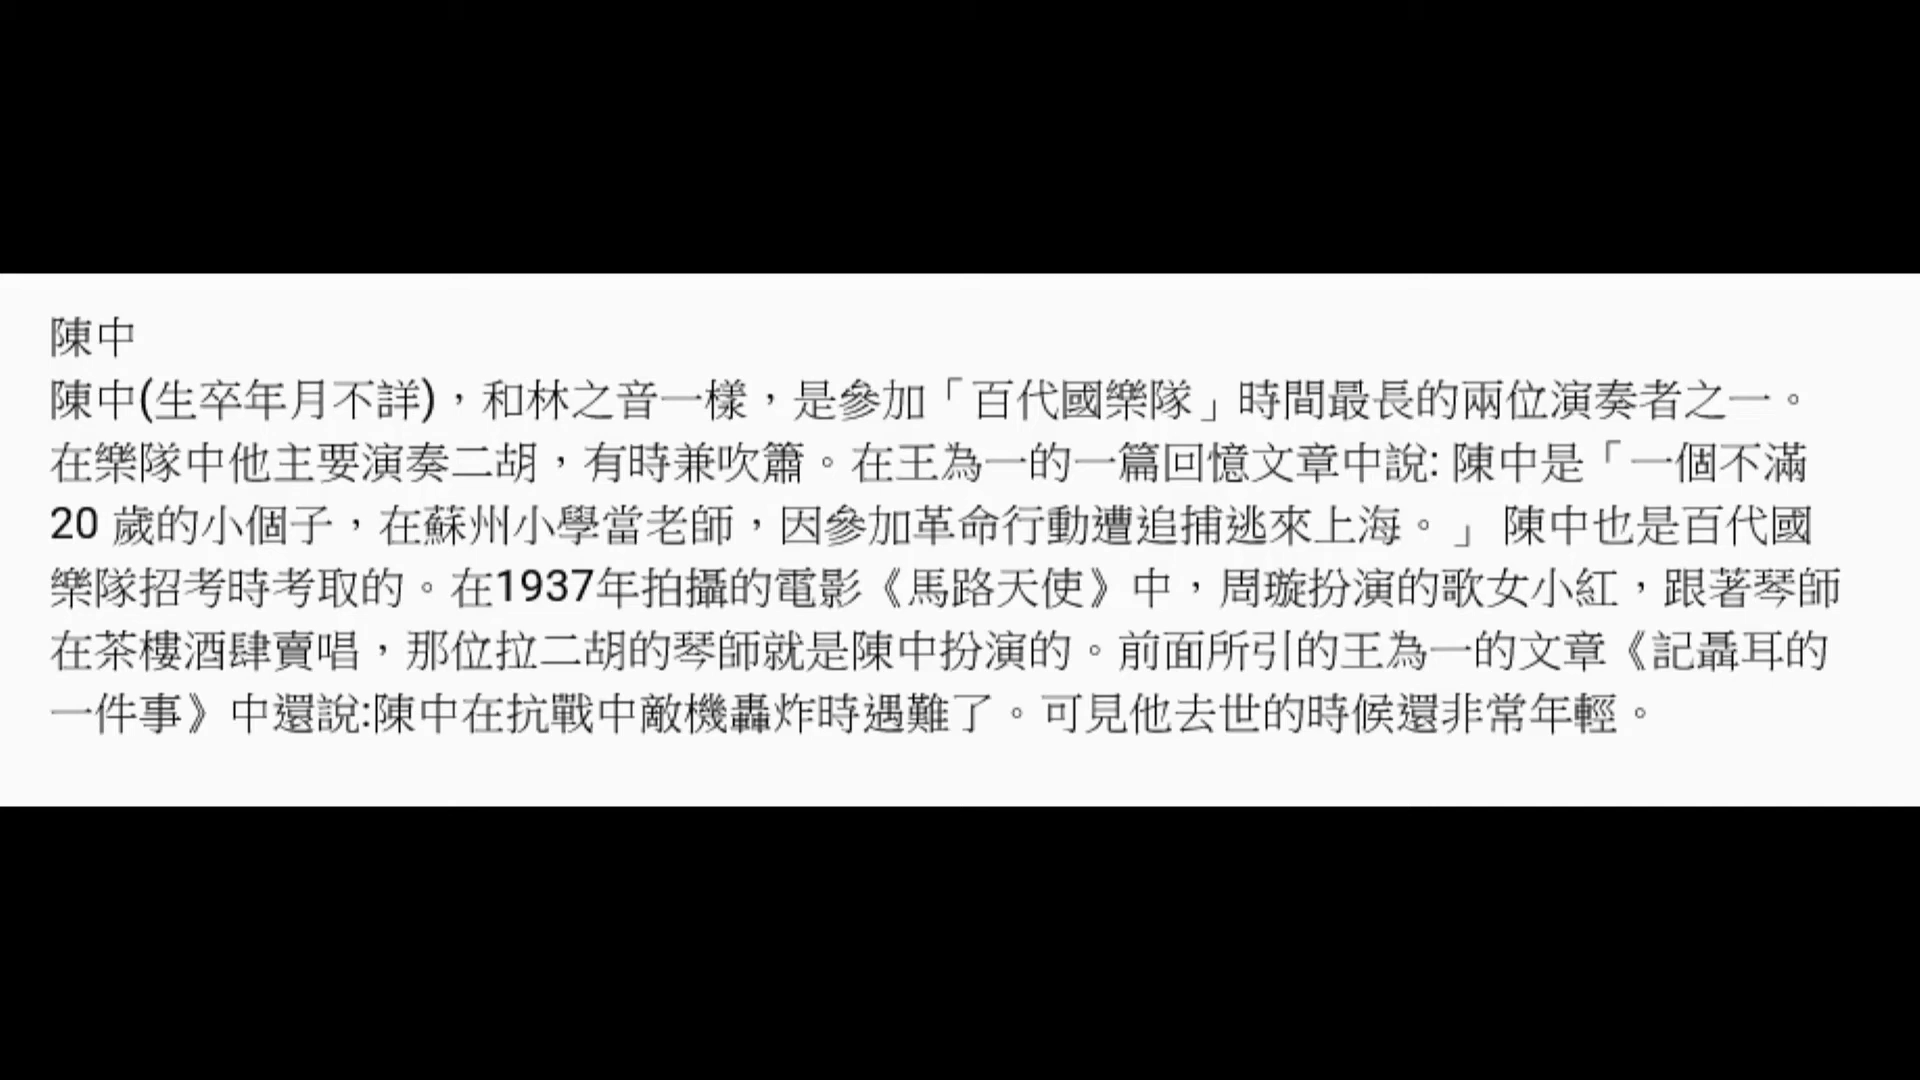 陳中
陳中(生卒年月不詳)，和林之音一樣，是參加「百代國樂隊」時間最長的兩位演奏者之一。
在樂隊中他主要演奏二胡，有時兼吹簫。在王為一的一篇回憶文章中說: 陳中是「一個不滿
20 歲的小個子，在蘇州小學當老師，因參加革命行動遭追捕逃來上海。」 陳中也是百代國
樂隊招考時考取的。在1937年拍攝的電影《馬路天使》中，周璇扮演的歌女小紅，跟著琴師
在茶樓酒肆賣唱，那位拉二胡的琴師就是陳中扮演的。前面所引的王為一的文章《記聶耳的
一件事》中還說:陳中在抗戰中敵機轟炸時遇難了。可見他去世的時候還非常年輕。